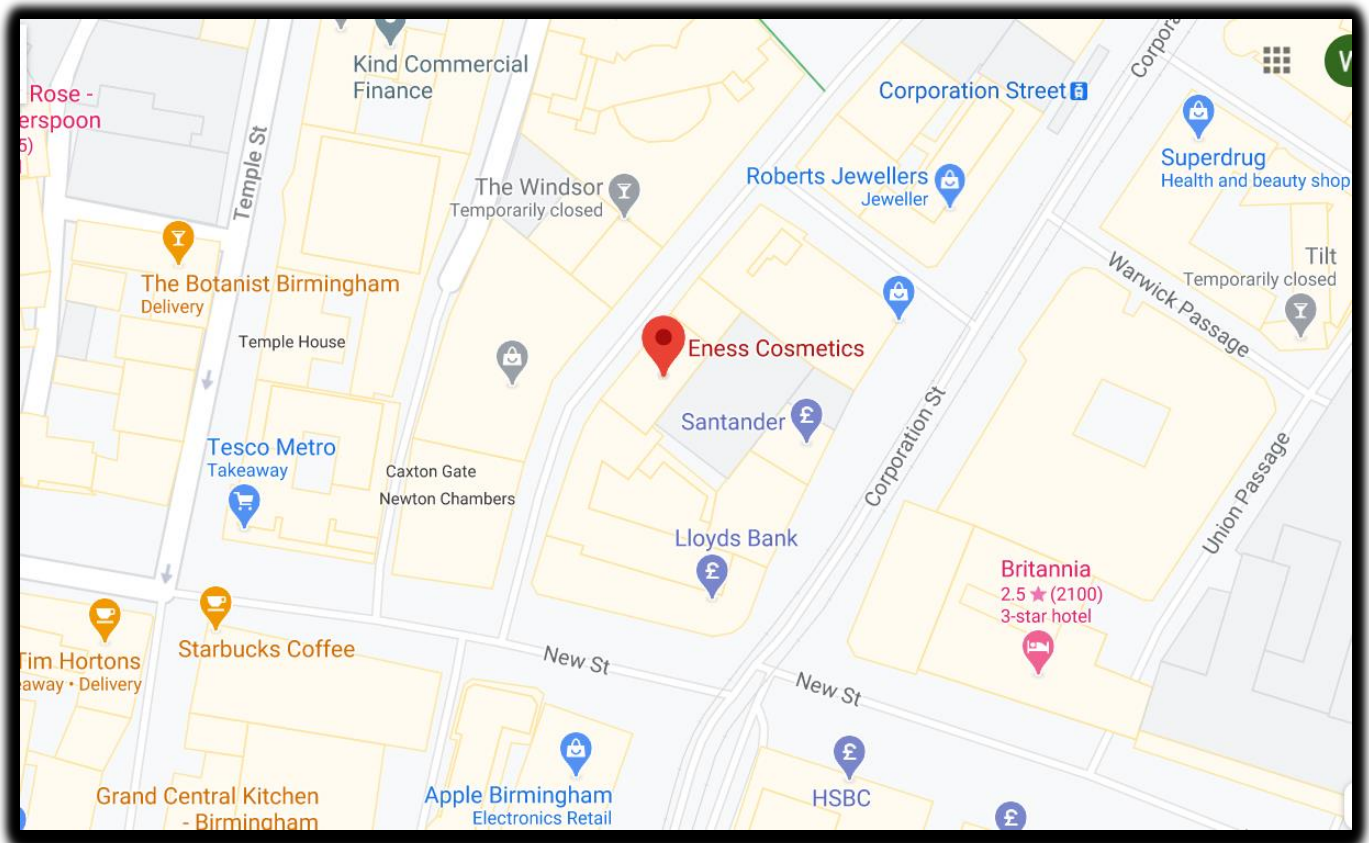 Kind Commercial
Finance
Corpora
Rose -
erspoon
5)
Corporation Street
W
Temple St
The Windsor
Temporarily closed
Roberts Jewellers
Jeweller
Superdrug
Health and beauty shop
The Botanist Birmingham
Delivery
Warwick Passage
Tilt
Temporarily closed
Temple House
Eness Cosmetics
Santander
£
Corporation St
Tesco Metro
Takeaway
Caxton Gate
Newton Chambers
Union Passage
Lloyds Bank
£
Britannia
2.5 ★ (2100)
3-star hotel
Starbucks Coffee
Tim Hortons
eaway • Delivery
New St
New St
£
HSBC
Grand Central Kitchen
- Birmingham
Apple Birmingham
Electronics Retail
£